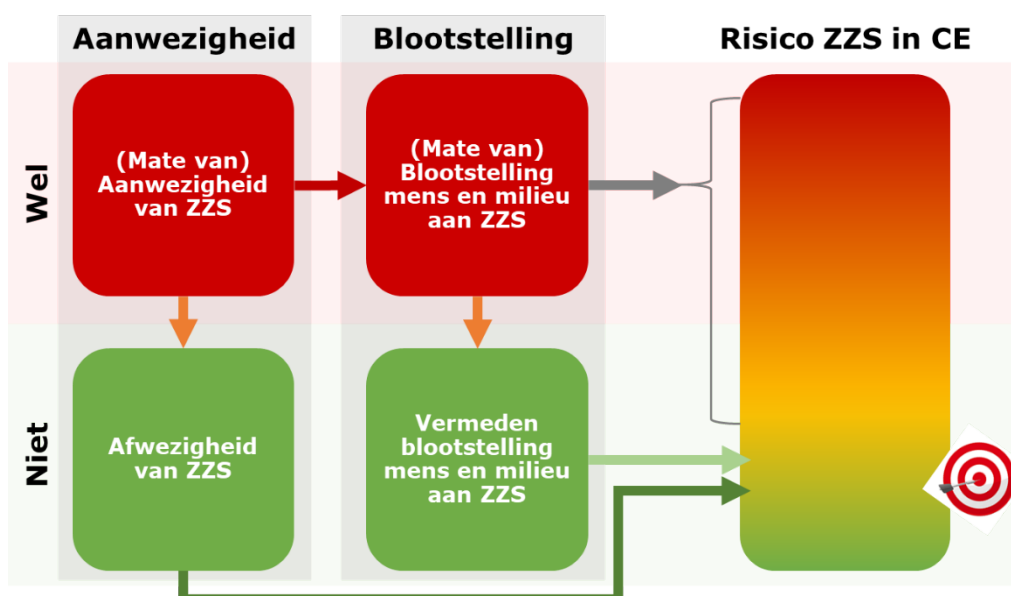 Aanwezigheid
Blootstelling
Risico ZZS in CE
Wel
(Mate van)
Aanwezigheid
van ZZS
(Mate van)
Blootstelling
mens en milieu
aan ZZS
Niet
Afwezigheid
van ZZS
Vermeden
blootstelling
mens en milieu
aan ZZS